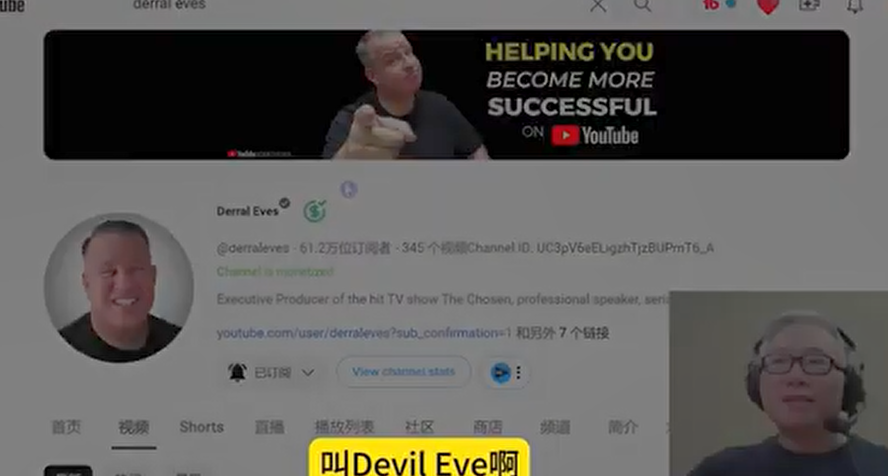 derral eves
HELPING YOU
BECOME MORE
SUCCESSFUL
ON YouTube
Derral Eves
@derraleves · 61.2万位订阅者 · 345 个视频Channel ID: UC3pV6eELigzhTjzBUPmT6_A
Channel is monetized
Executive Producer of the hit TV show The Chosen, professional speaker,
youtube.com/user/derraleves?sub_confirmation=1 和另外 7 个链接
已订阅
View channel stats
首页 视频 Shorts 直播 播放列表 社区 商店 频道 简介
叫Devil Eve啊